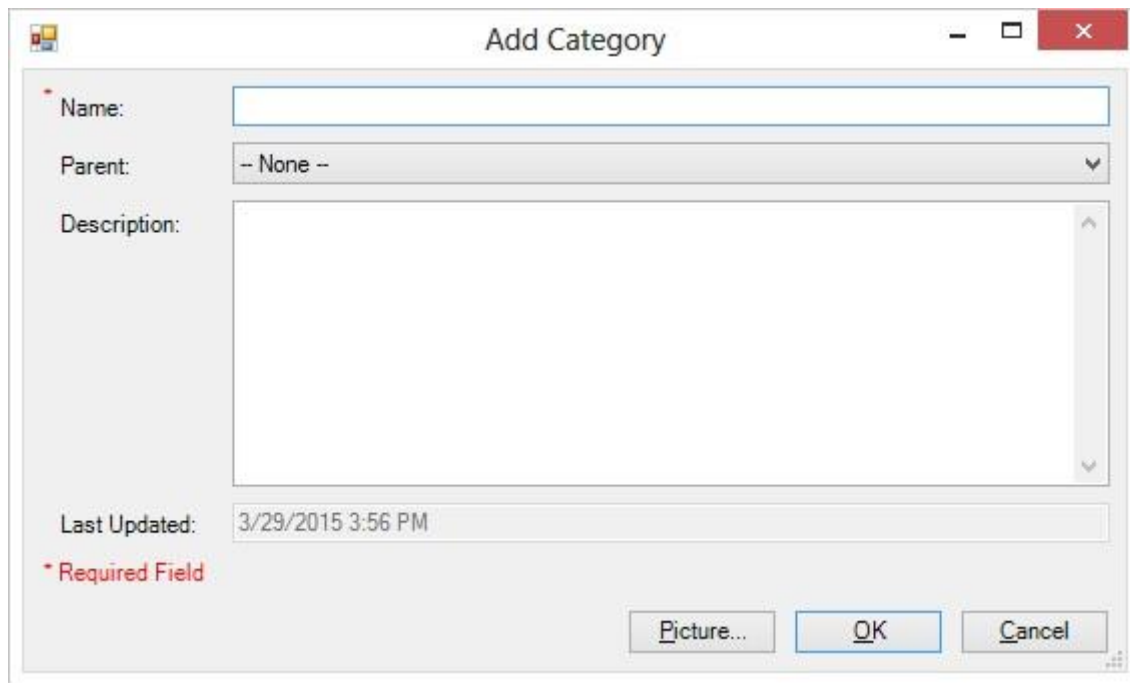 Add Category
* Name:
Parent: -- None --
Description:
Last Updated: 3/29/2015 3:56 PM
* Required Field
Picture... OK Cancel